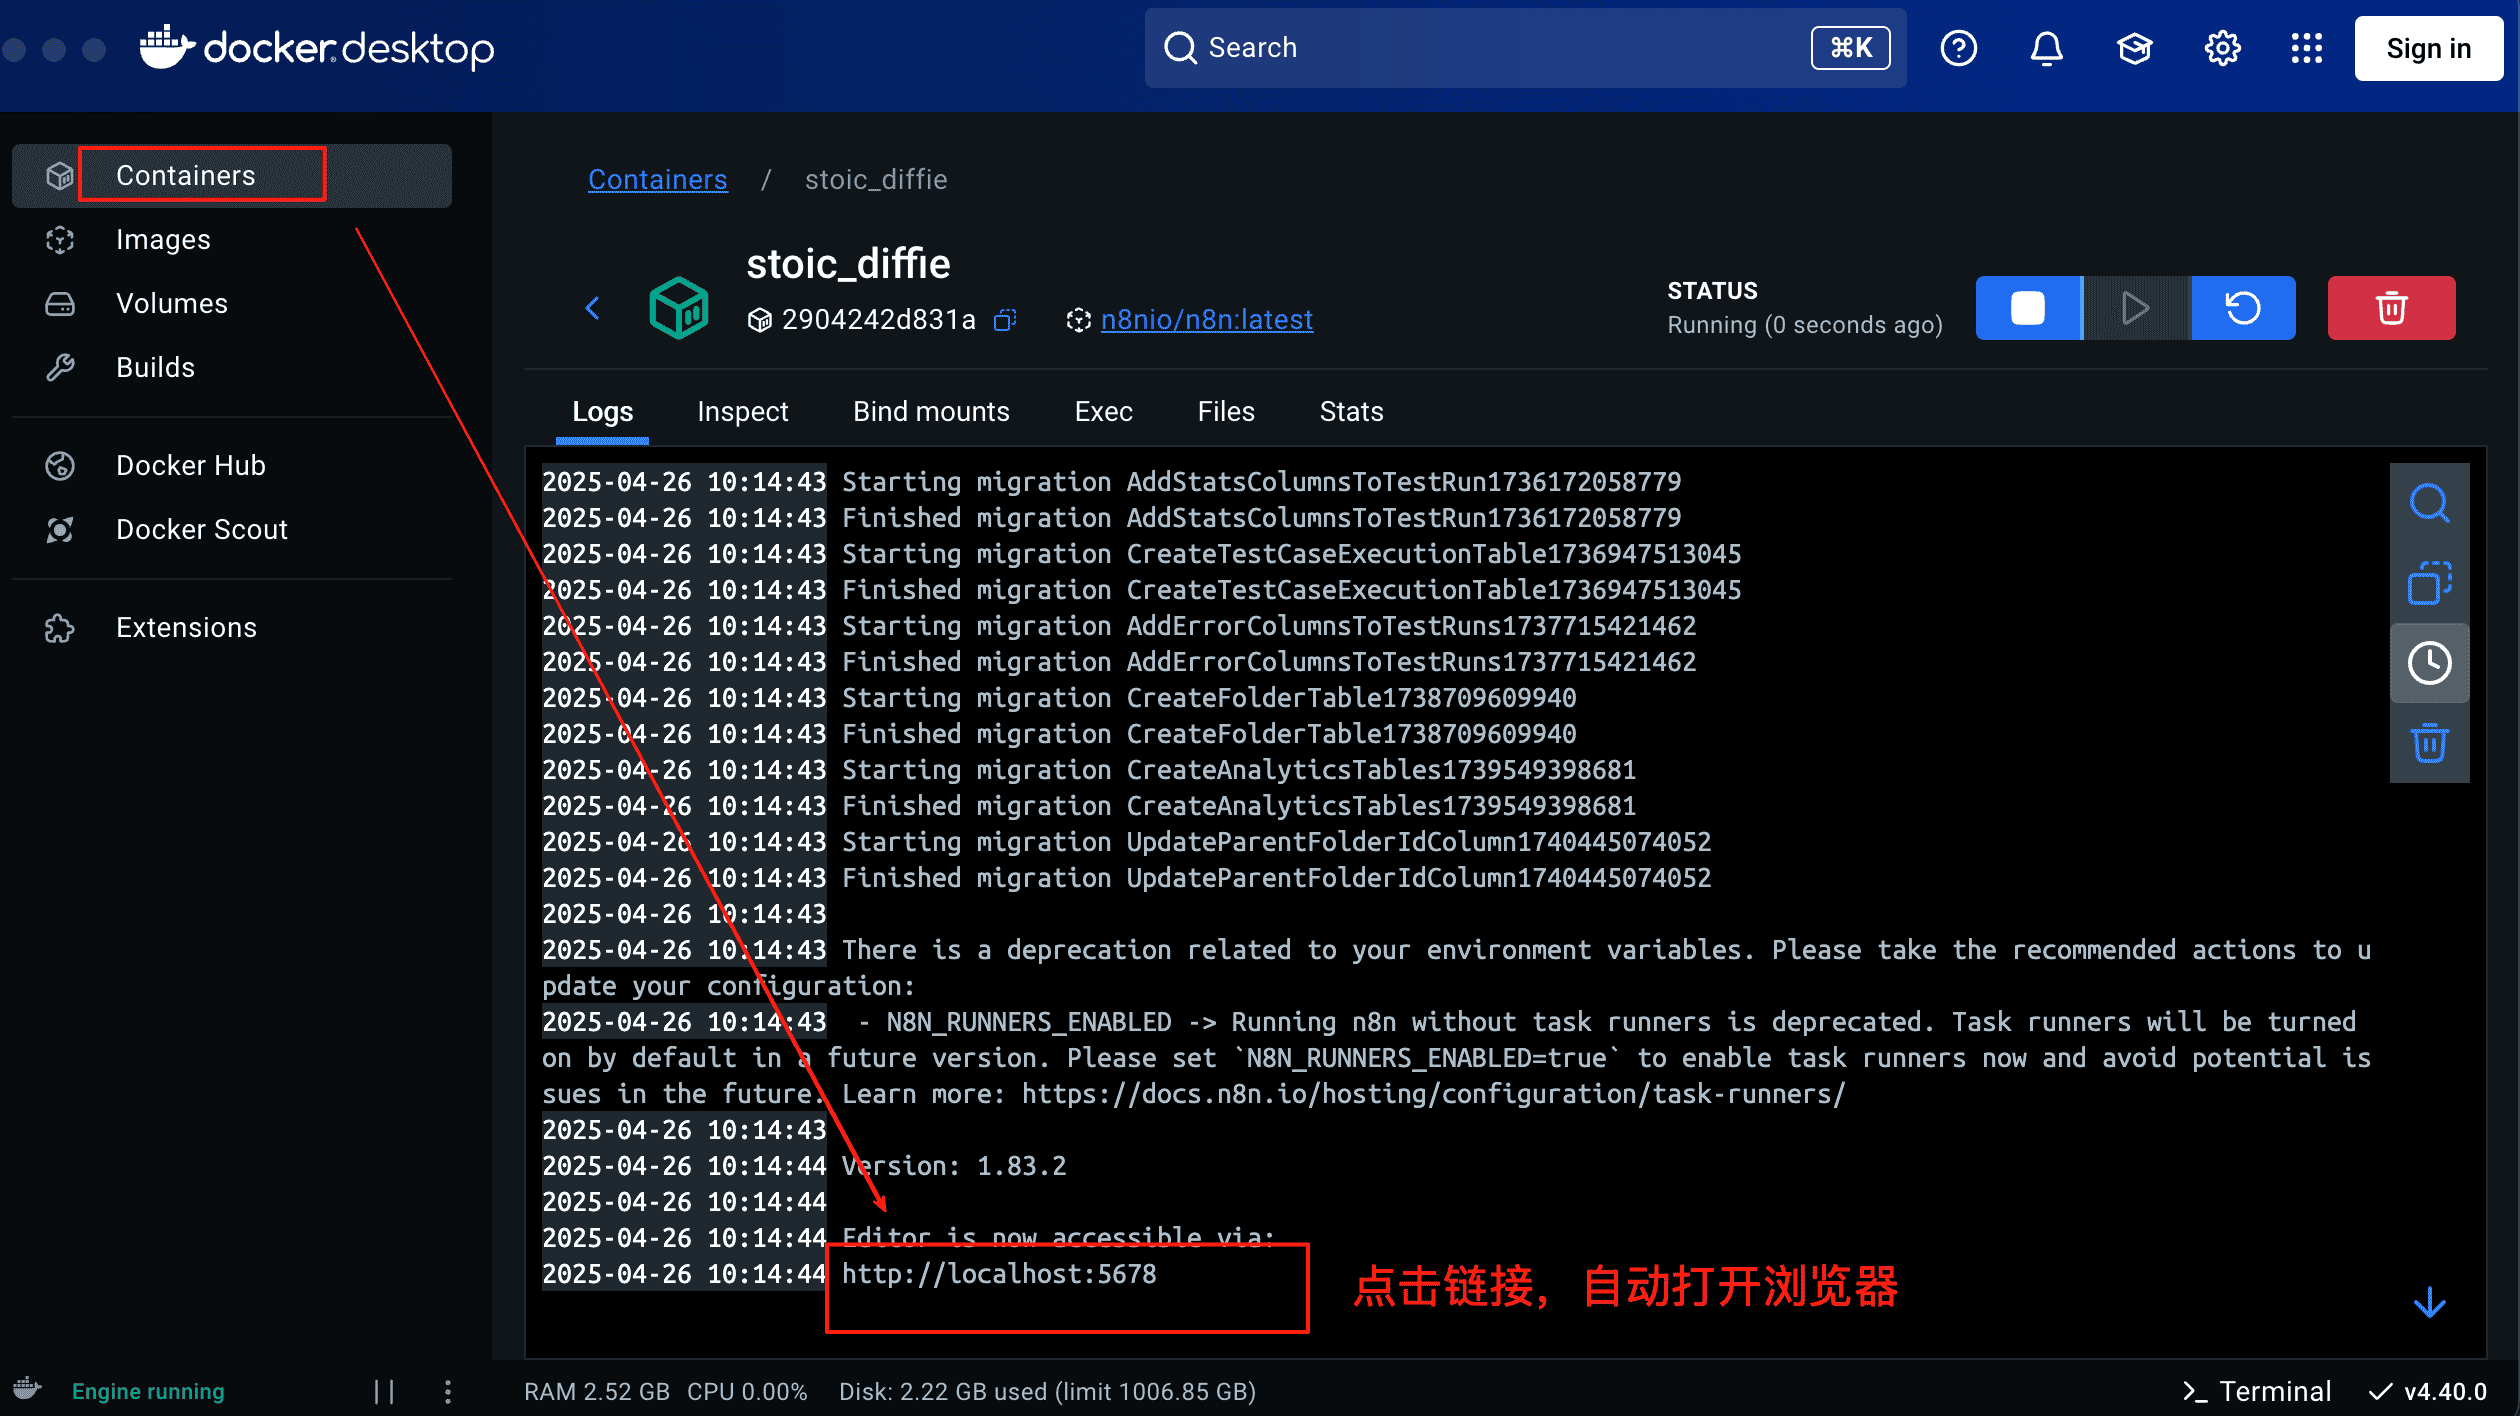 docker desktop
Search
⌘K
Sign in
Containers
Images
Volumes
Builds
Docker Hub
Docker Scout
Extensions
Containers / stoic_diffie
stoic_diffie
2904242d831a
n8nio/n8n:latest
STATUS
Running (0 seconds ago)
Logs Inspect Bind mounts Exec Files Stats
2025-04-26 10:14:43 Starting migration AddStatsColumnsToTestRun1736172058779
2025-04-26 10:14:43 Finished migration AddStatsColumnsToTestRun1736172058779
2025-04-26 10:14:43 Starting migration CreateTestCaseExecutionTable1736947513045
2025-04-26 10:14:43 Finished migration CreateTestCaseExecutionTable1736947513045
2025-04-26 10:14:43 Starting migration AddErrorColumnsToTestRuns1737715421462
2025-04-26 10:14:43 Finished migration AddErrorColumnsToTestRuns1737715421462
2025-04-26 10:14:43 Starting migration CreateFolderTable1738709609940
2025-04-26 10:14:43 Finished migration CreateFolderTable1738709609940
2025-04-26 10:14:43 Starting migration CreateAnalyticsTables1739549398681
2025-04-26 10:14:43 Finished migration CreateAnalyticsTables1739549398681
2025-04-26 10:14:43 Starting migration UpdateParentFolderIdColumn1740445074052
2025-04-26 10:14:43 Finished migration UpdateParentFolderIdColumn1740445074052
2025-04-26 10:14:43
2025-04-26 10:14:43 There is a deprecation related to your environment variables. Please take the recommended actions to u
pdate your configuration:
2025-04-26 10:14:43 - N8N_RUNNERS_ENABLED -> Running n8n without task runners is deprecated. Task runners will be turned
on by default in a future version. Please set `N8N_RUNNERS_ENABLED=true` to enable task runners now and avoid potential is
sues in the future. Learn more: https://docs.n8n.io/hosting/configuration/task-runners/
2025-04-26 10:14:43
2025-04-26 10:14:44 Version: 1.83.2
2025-04-26 10:14:44
2025-04-26 10:14:44 Editor is now accessible via:
2025-04-26 10:14:44 http://localhost:5678
点击链接，自动打开浏览器
Engine running
RAM 2.52 GB CPU 0.00% Disk: 2.22 GB used (limit 1006.85 GB)
>_ Terminal
v4.40.0